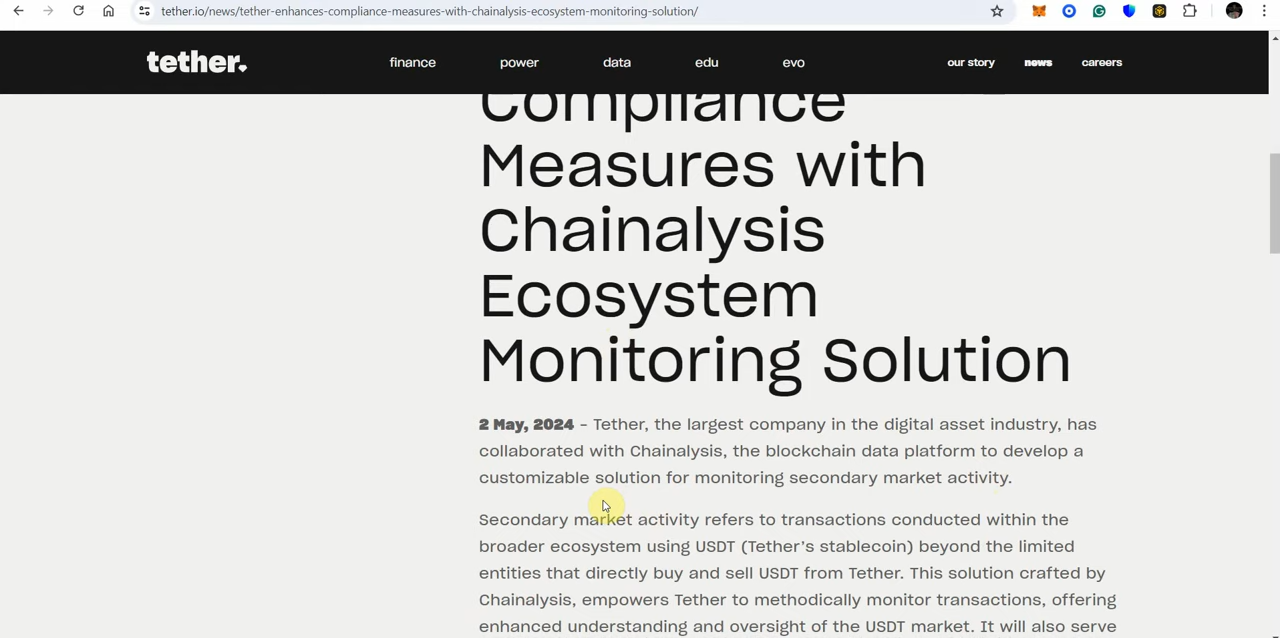 tether.io/news/tether-enhances-compliance-measures-with-chainalysis-ecosystem-monitoring-solution/
tether.
finance
power
data
edu
evo
our story
news
careers
Compliance
Measures with
Chainalysis
Ecosystem
Monitoring Solution
2 May, 2024 – Tether, the largest company in the digital asset industry, has
collaborated with Chainalysis, the blockchain data platform to develop a
customizable solution for monitoring secondary market activity.
Secondary market activity refers to transactions conducted within the
broader ecosystem using USDT (Tether’s stablecoin) beyond the limited
entities that directly buy and sell USDT from Tether. This solution crafted by
Chainalysis, empowers Tether to methodically monitor transactions, offering
enhanced understanding and oversight of the USDT market. It will also serve